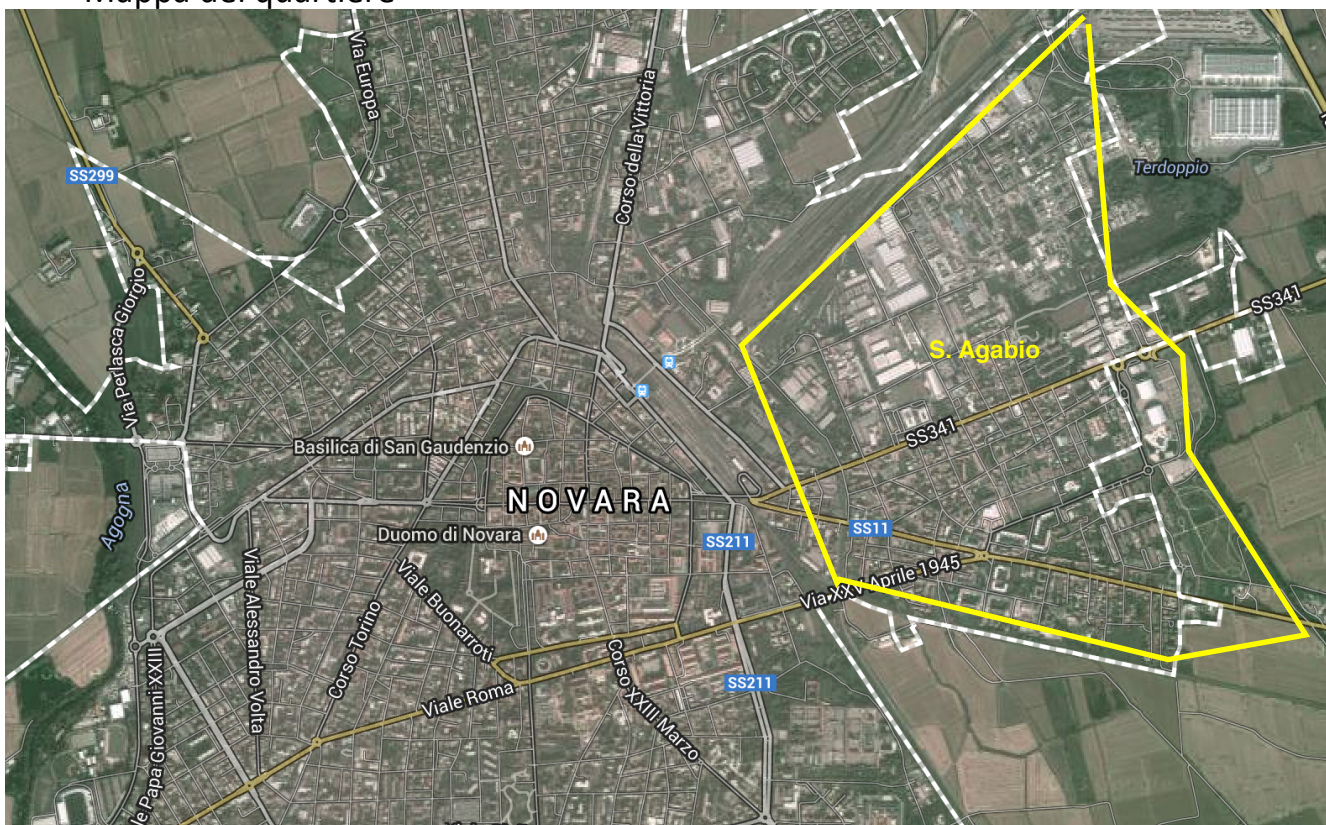 Mappa del quartiere
Via Europa
Corso della Vittoria
SS299
Terdoppio
Via Perlasca Giorgio
SS341
S. Agabio
SS341
Basilica di San Gaudenzio
NOVARA
Agogna
Duomo di Novara
SS211
SS11
Via XXV Aprile 1945
Viale Buonarroti
Viale Alessandro Volta
Corso Torino
Corso XXIII Marzo
Viale Roma
SS211
le Papa Giovanni XXIII